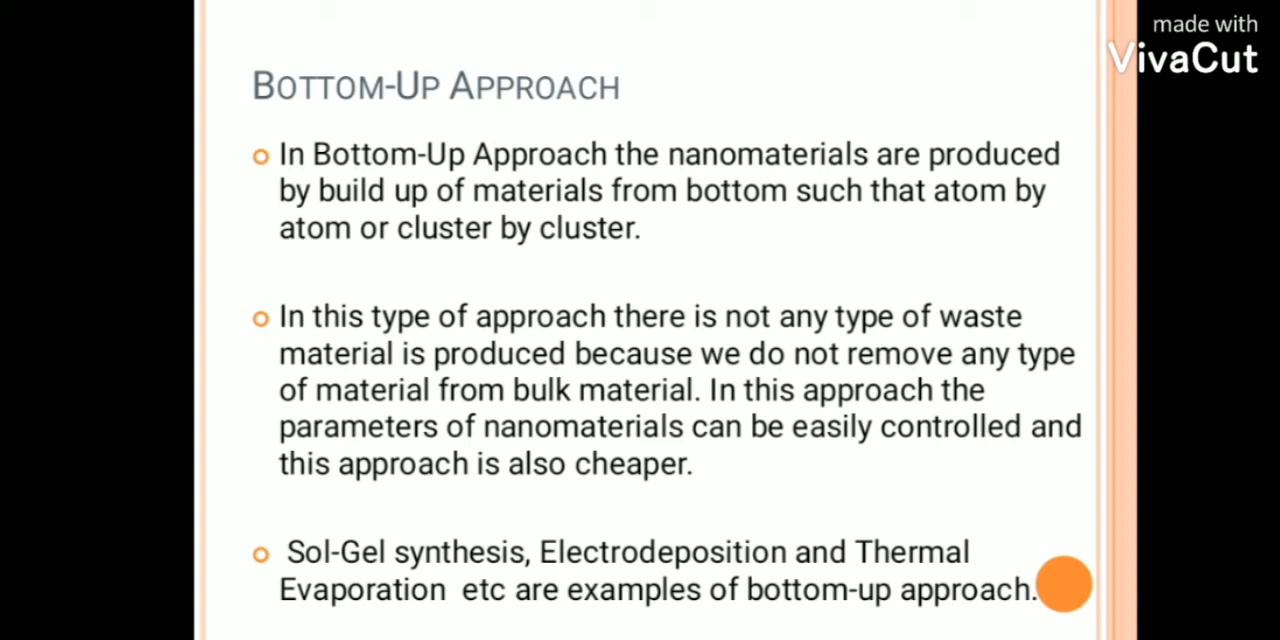 made with
VivaCut
BOTTOM-UP APPROACH
In Bottom-Up Approach the nanomaterials are produced
by build up of materials from bottom such that atom by
atom or cluster by cluster.
In this type of approach there is not any type of waste
material is produced because we do not remove any type
of material from bulk material. In this approach the
parameters of nanomaterials can be easily controlled and
this approach is also cheaper.
Sol-Gel synthesis, Electrodeposition and Thermal
Evaporation etc are examples of bottom-up approach.